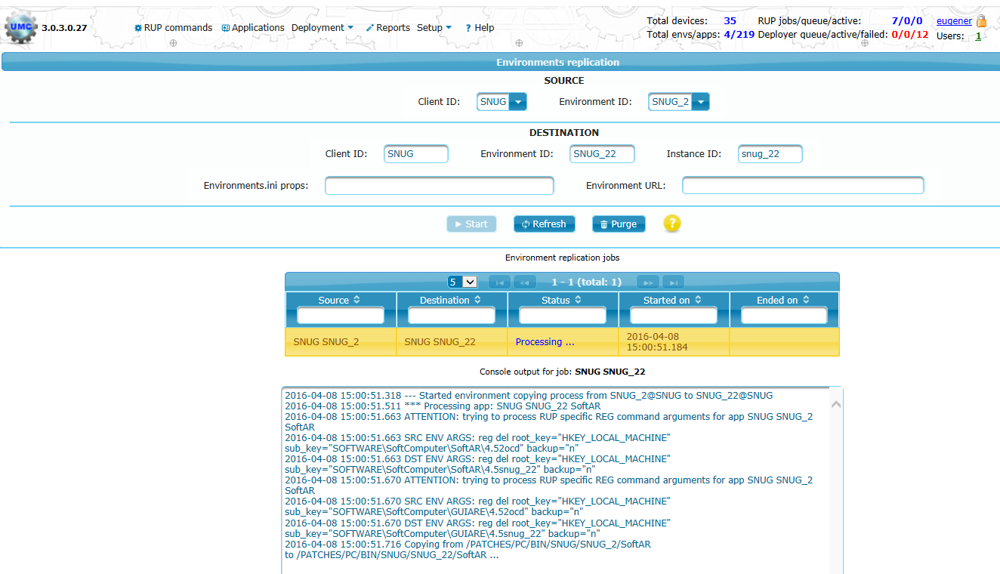 UMC 3.0.3.0.27 RUP commands Applications Deployment Reports Setup ? Help Total devices: 35 RUP jobs/queue/active: 7/0/0 eugener
Total envs/apps: 4/219 Deployer queue/active/failed: 0/0/12 Users: 1
Environments replication
SOURCE
Client ID: SNUG Environment ID: SNUG_2
DESTINATION
Client ID: SNUG Environment ID: SNUG_22 Instance ID: snug_22
Environments.ini props: Environment URL:
Start Refresh Purge ?
Environment replication jobs
5 1 - 1 (total: 1)
Source Destination Status Started on Ended on
SNUG SNUG_2 SNUG SNUG_22 Processing ... 2016-04-08
15:00:51.184
Console output for job: SNUG SNUG_22
2016-04-08 15:00:51.318 --- Started environment copying process from SNUG_2@SNUG to SNUG_22@SNUG
2016-04-08 15:00:51.511 *** Processing app: SNUG SNUG_22 SoftAR
2016-04-08 15:00:51.663 ATTENTION: trying to process RUP specific REG command arguments for app SNUG SNUG_2
SoftAR
2016-04-08 15:00:51.663 SRC ENV ARGS: reg del root_key="HKEY_LOCAL_MACHINE"
sub_key="SOFTWARE\SoftComputer\SoftAR\4.52ocd" backup="n"
2016-04-08 15:00:51.663 DST ENV ARGS: reg del root_key="HKEY_LOCAL_MACHINE"
sub_key="SOFTWARE\SoftComputer\SoftAR\4.5snug_22" backup="n"
2016-04-08 15:00:51.670 ATTENTION: trying to process RUP specific REG command arguments for app SNUG SNUG_2
SoftAR
2016-04-08 15:00:51.670 SRC ENV ARGS: reg del root_key="HKEY_LOCAL_MACHINE"
sub_key="SOFTWARE\SoftComputer\GUIARE\4.52ocd" backup="n"
2016-04-08 15:00:51.670 DST ENV ARGS: reg del root_key="HKEY_LOCAL_MACHINE"
sub_key="SOFTWARE\SoftComputer\GUIARE\4.5snug_22" backup="n"
2016-04-08 15:00:51.716 Copying from /PATCHES/PC/BIN/SNUG/SNUG_2/SoftAR
to /PATCHES/PC/BIN/SNUG/SNUG_22/SoftAR ...